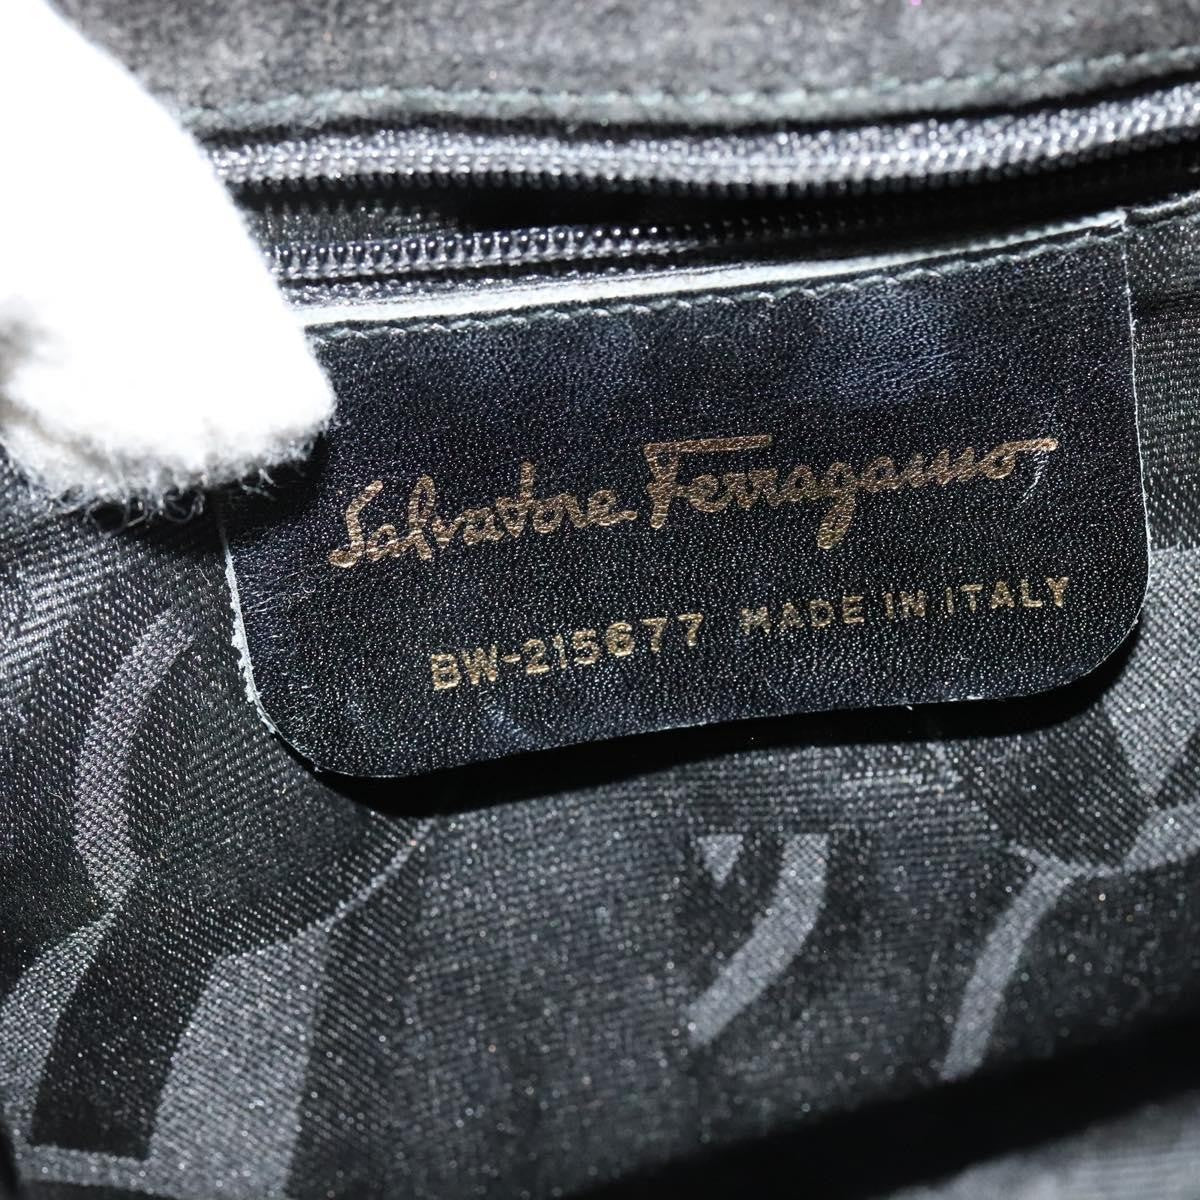 Salvatore Ferragamo
BW-215677 MADE IN ITALY